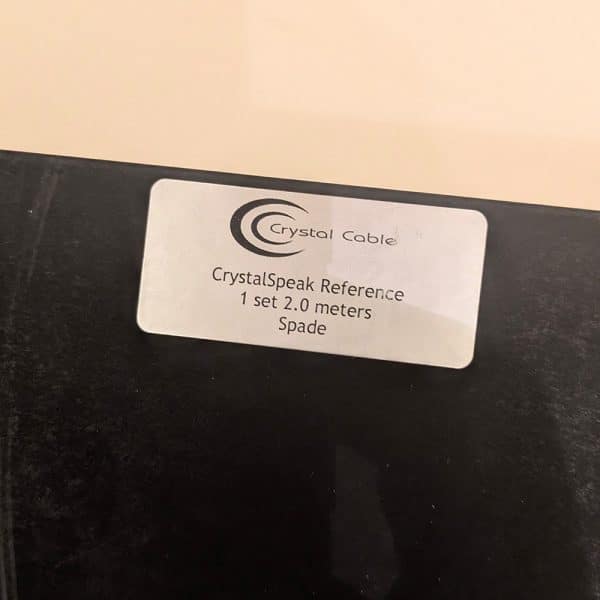 Crystal Cable
CrystalSpeak Reference
1 set 2.0 meters
Spade